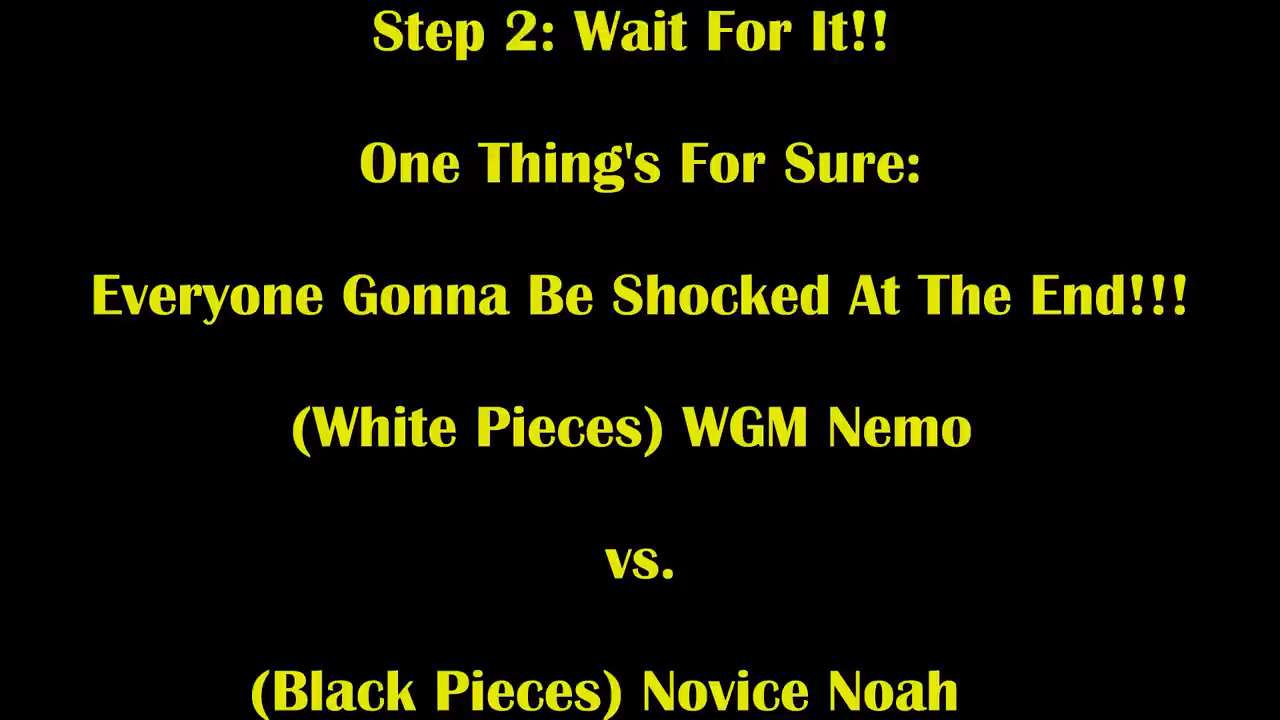 Step 2: Wait For It!!
One Thing's For Sure:
Everyone Gonna Be Shocked At The End!!!
(White Pieces) WGM Nemo
vs.
(Black Pieces) Novice Noah